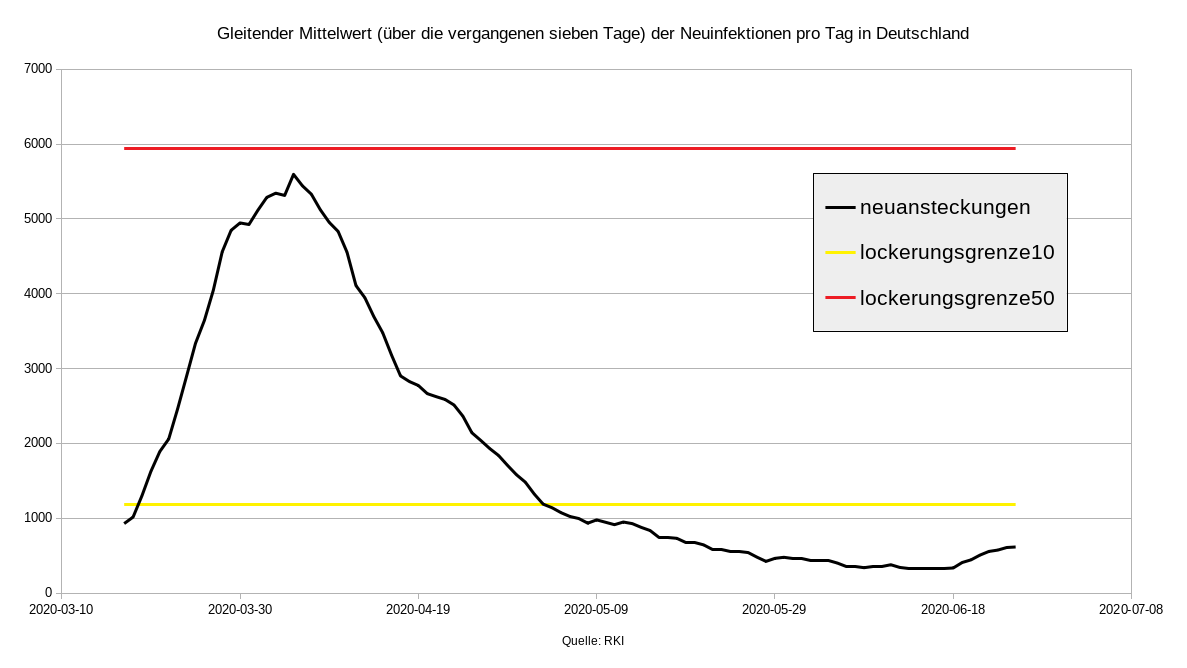 Gleitender Mittelwert (über die vergangenen sieben Tage) der Neuinfektionen pro Tag in Deutschland
7000
6000
5000
4000
3000
2000
1000
0
neuansteckungen
lockerungsgrenze10
lockerungsgrenze50
2020-03-10 2020-03-30 2020-04-19 2020-05-09 2020-05-29 2020-06-18 2020-07-08
Quelle: RKI